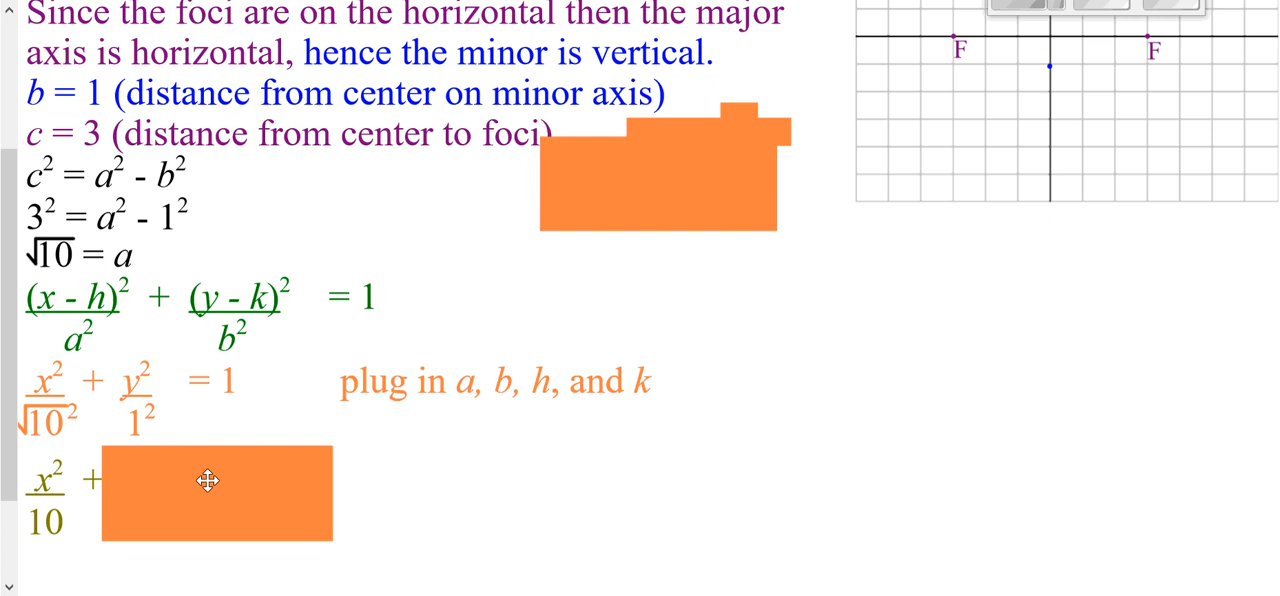 Since the foci are on the horizontal then the major
axis is horizontal, hence the minor is vertical.
b = 1 (distance from center on minor axis)
c = 3 (distance from center to foci)
c² = a² - b²
3² = a² - 1²
√10 = a
(x - h)² + (y - k)² = 1
a² b²
x² + y² = 1 plug in a, b, h, and k
√10² 1²
x² +
10
F F